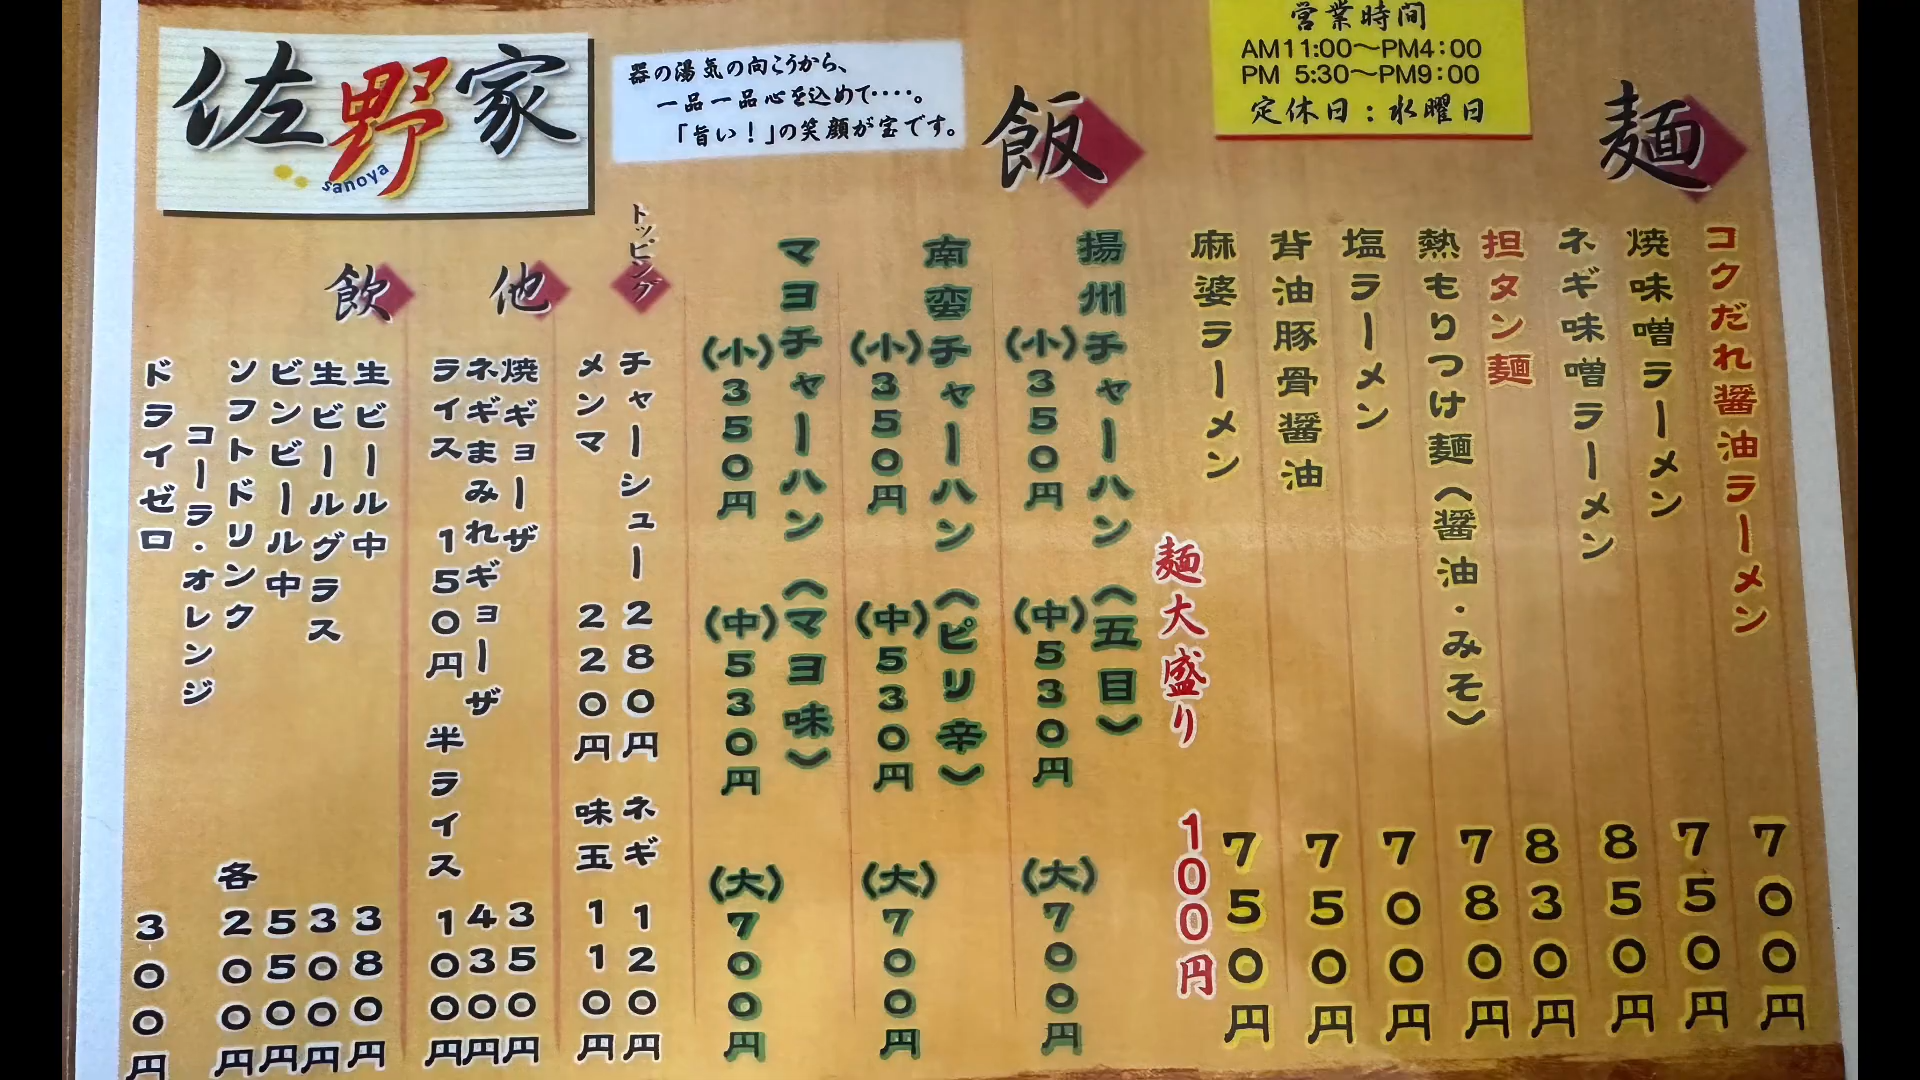 佐野家
sanoya
器の湯気の向こうから、
一品一品心を込めて‥‥。
「旨い！」の笑顔が宝です。
営業時間
AM11:00〜PM4:00
PM 5:30〜PM9:00
定休日：水曜日
麺
コクだれ醤油ラーメン 700円
焼味噌ラーメン 750円
ネギ味噌ラーメン 850円
担タン麺 830円
熱もりつけ麺（醤油・みそ） 780円
塩ラーメン 700円
背油豚骨醤油 750円
麻婆ラーメン 750円
麺大盛り 100円
飯
揚州チャーハン（五目）
（小）350円 （中）530円 （大）700円
南蛮チャーハン（ピリ辛）
（小）350円 （中）530円 （大）700円
マヨチャーハン（マヨ味）
（小）350円 （中）530円 （大）700円
トッピング
チャーシュー 280円 ネギ 120円
メンマ 220円 味玉 110円
他
焼ギョーザ 350円
ネギまみれギョーザ 430円
ライス 150円 半ライス 100円
飲
生ビール中 380円
生ビールグラス 300円
ビンビール中 550円
ソフトドリンク 各200円
コーラ・オレンジ
ドライゼロ 300円